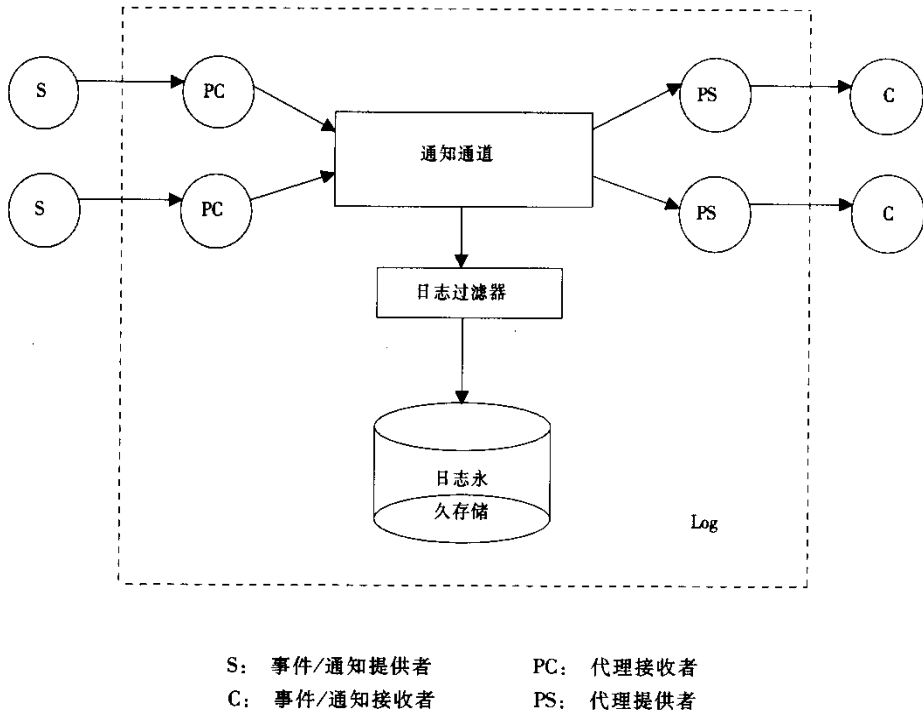 S PC PS C
通知通道
S PC PS C
日志过滤器
日志永
久存储
Log
S： 事件/通知提供者 PC： 代理接收者
C： 事件/通知接收者 PS： 代理提供者